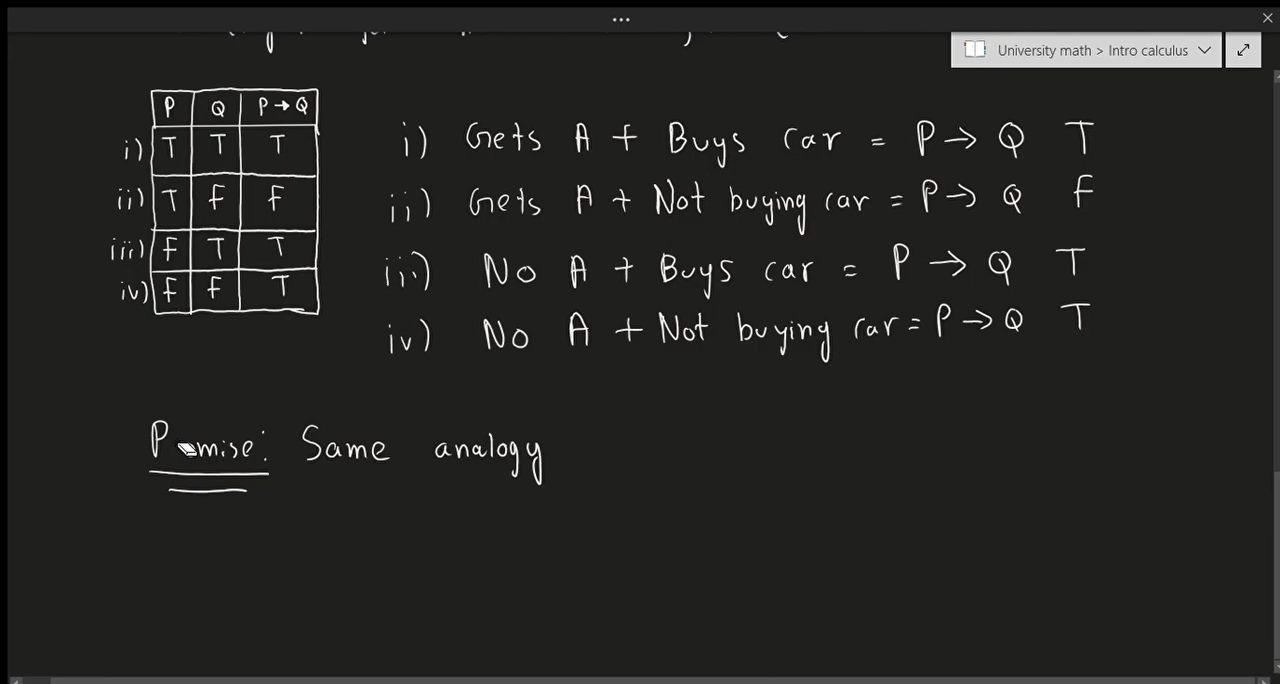 University math > Intro calculus
P Q P → Q
i) T T T
ii) T F F
iii) F T T
iv) F F T
i) Gets A + Buys car = P → Q T
ii) Gets A + Not buying car = P → Q F
iii) No A + Buys car = P → Q T
iv) No A + Not buying car = P → Q T
Same analogy